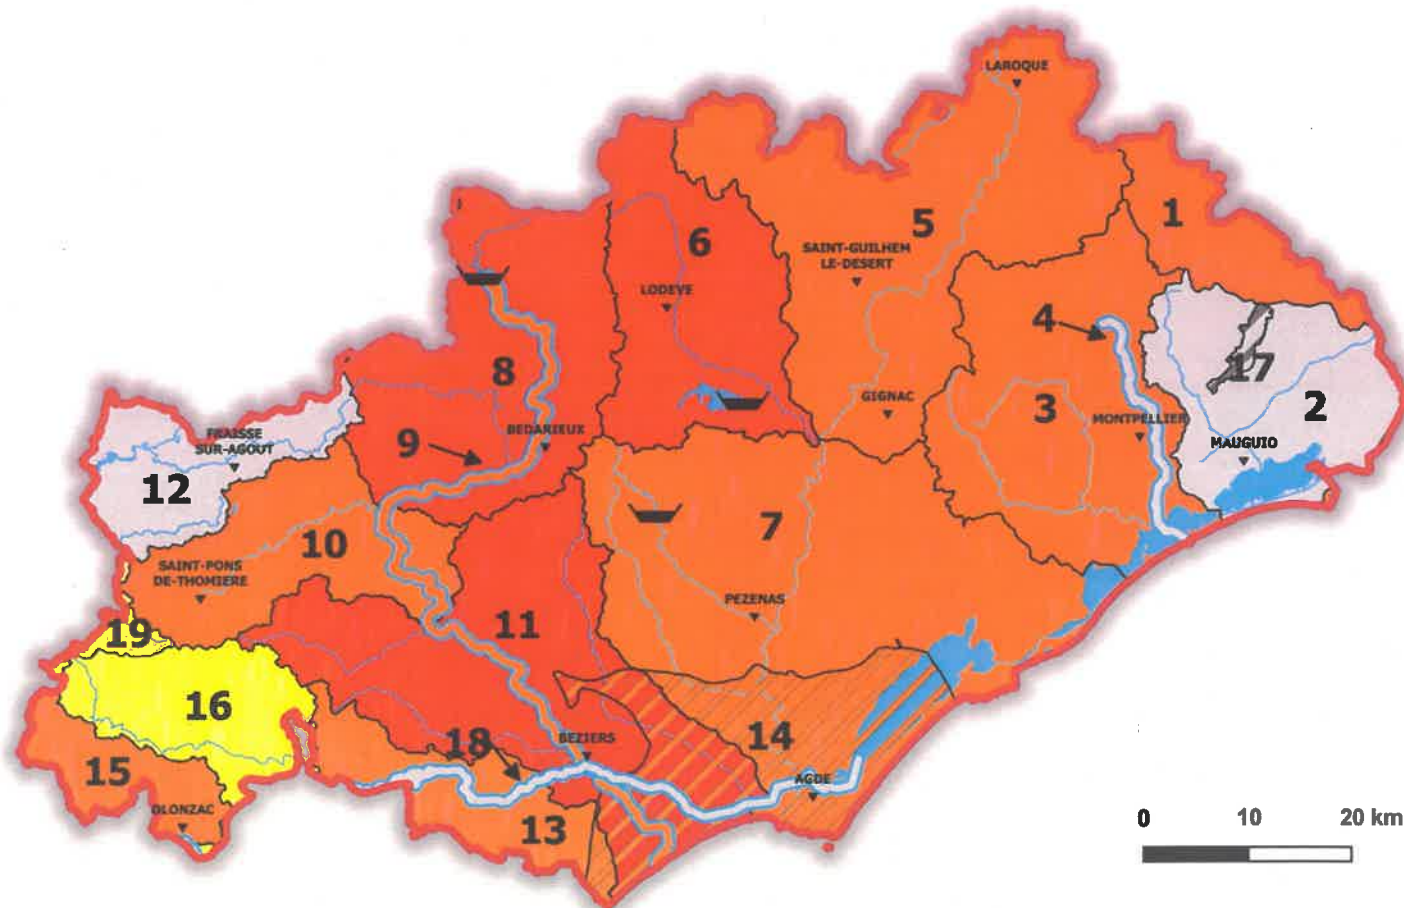 LAROQUE
1
5
6
SAINT-GUILHEM
LE-DESERT
LODEVE
4
8
17
GIGNAC
3
2
MONTPELLIER
BEDARIEUX
9
FRAISSE
SUR-AGOUT
MAUGUIO
12
7
10
SAINT-PONS
DE-THOMIERE
PEZENAS
11
19
16
14
18
BEZIERS
15
AGDE
OLONZAC
13
0 10 20 km